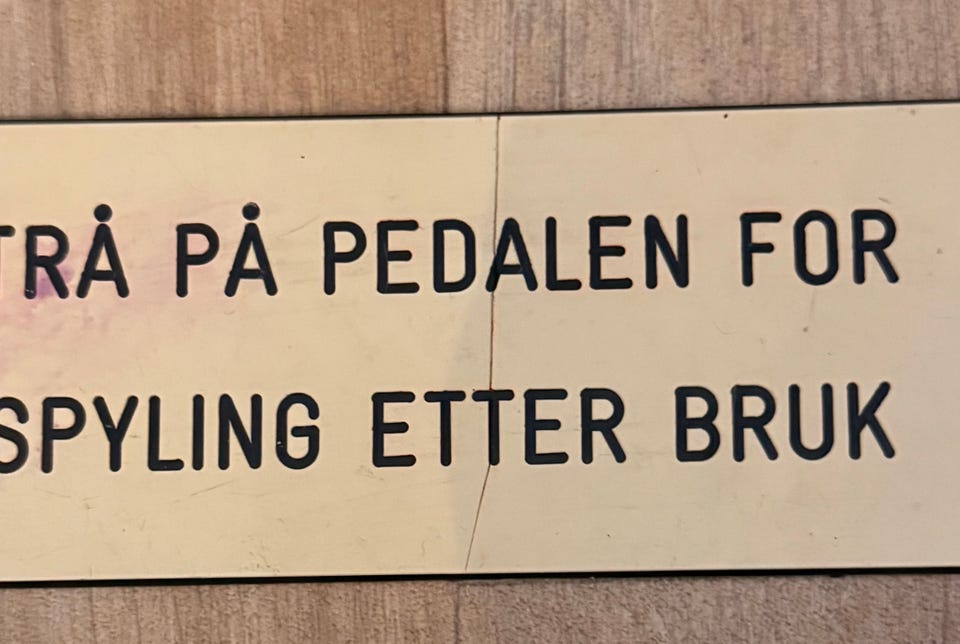 TRÅ PÅ PEDALEN FOR
SPYLING ETTER BRUK